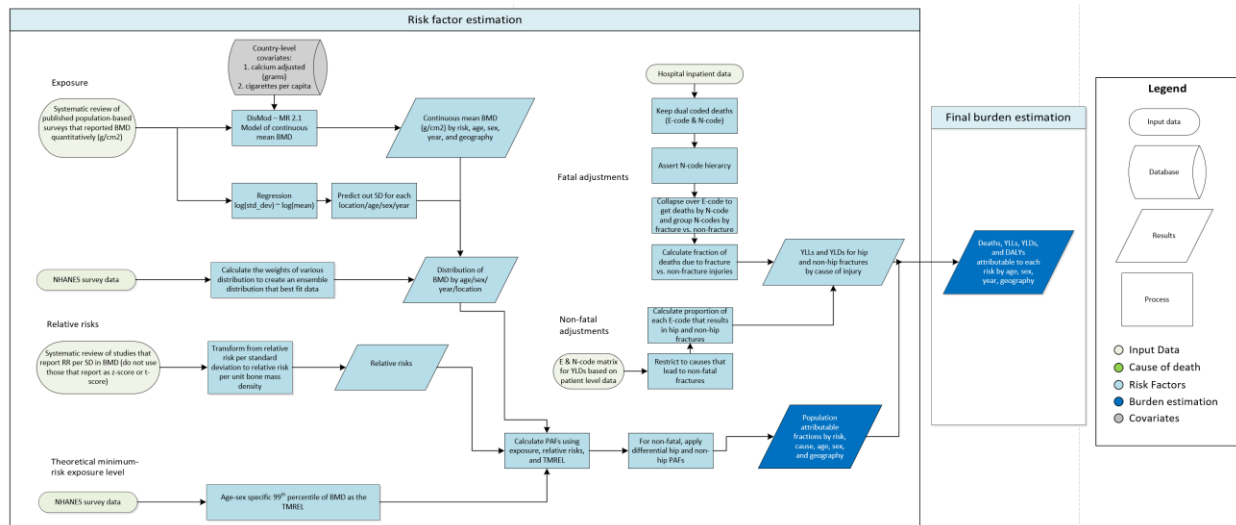 Risk factor estimation
Exposure
Systematic review of
published population-based
surveys that reported BMD
quantitatively (g/cm2)
Country-level
covariates:
1. calcium adjusted
(grams)
2. cigarettes per capita
DisMod – MR 2.1
Model of continuous
mean BMD
Continuous mean BMD
(g/cm2) by risk, age, sex,
year, and geography
Regression
log(std_dev) ~ log(mean)
Predict out SD for each
location/age/sex/year
NHANES survey data
Calculate the weights of various
distribution to create an ensemble
distribution that best fit data
Distribution of
BMD by age/sex/
year/location
Relative risks
Systematic review of studies that
report RR per SD in BMD (do not use
those that report as z-score or t-
score)
Transform from relative
risk per standard
deviation to relative risk
per unit bone mass
density
Relative risks
Theoretical minimum-
risk exposure level
NHANES survey data
Age-sex specific 99th percentile of BMD as the
TMREL
Calculate PAFs using
exposure, relative risks,
and TMREL
For non-fatal, apply
differential hip and non-
hip PAFs
Population
attributable
fractions by risk,
cause, age, sex,
and geography
Hospital inpatient data
Keep dual coded deaths
(E-code & N-code)
Assert N-code hierarcy
Fatal adjustments
Collapse over E-code to
get deaths by N-code
and group N-codes by
fracture vs. non-fracture
Calculate fraction of
deaths due to fracture
vs. non-fracture injuries
YLLs and YLDs for hip
and non-hip fractures
by cause of injury
Non-fatal
adjustments
Calculate proportion of
each E-code that results
in hip and non-hip
fractures
E & N-code matrix
for YLDs based on
patient level data
Restrict to causes that
lead to non-fatal
fractures
Final burden estimation
Deaths, YLLs, YLDs,
and DALYs
attributable to each
risk by age, sex,
year, geography
Legend
Input data
Database
Results
Process
Input Data
Cause of death
Risk Factors
Burden estimation
Covariates